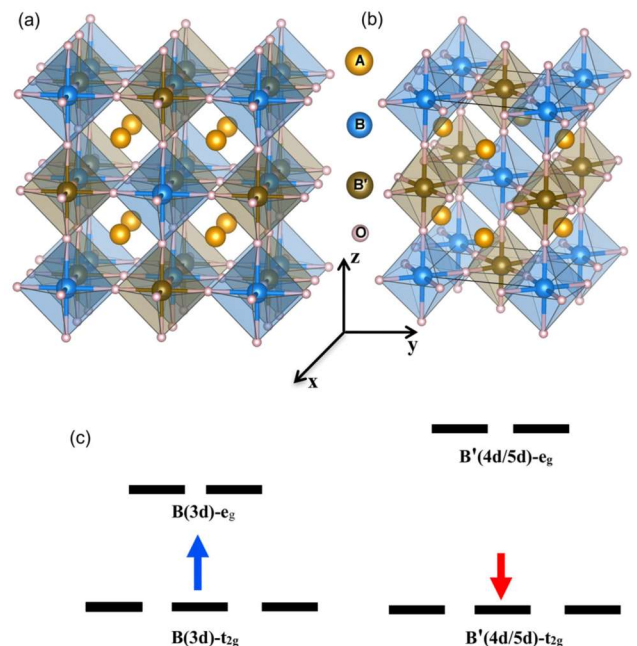 (a)
(b)
A
B
B'
O
z
y
x
(c)
B'(4d/5d)-eg
B(3d)-eg
B(3d)-t2g
B'(4d/5d)-t2g